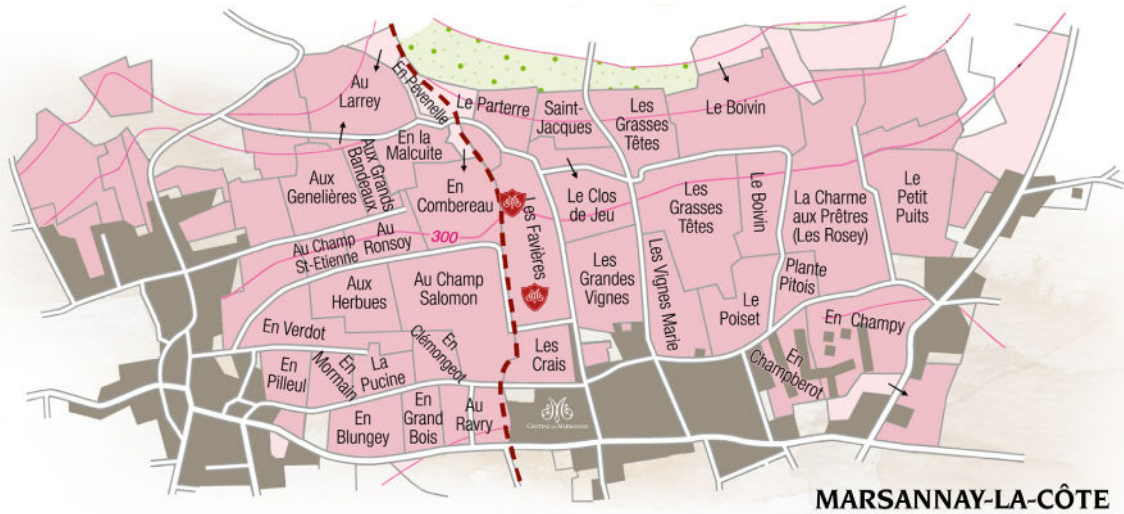 Au
Larrey
En Pévenelle
Le Parterre
Saint-
Jacques
Les
Grasses
Têtes
Le Boivin
En la
Malcuite
Aux Grands
Bandeaux
Aux
Genelières
En
Combereau
Les Favières
Le Clos
de Jeu
Les
Grasses
Têtes
Le Boivin
La Charme
aux Prêtres
(Les Rosey)
Le
Petit
Puits
Au Champ
St-Etienne
Au
Ronsoy
300
Aux
Herbues
Au Champ
Salomon
Les
Grandes
Vignes
Les Vignes Marie
Le
Poiset
Plante
Pitois
En Verdot
En
Clémongeot
Les
Crais
En Champy
En
Champberot
En
Pilleul
En
Mormain
La
Pucine
En
Blungey
En
Grand
Bois
Au
Ravry
CHÂTEAU DE MARSANNAY
MARSANNAY-LA-CÔTE